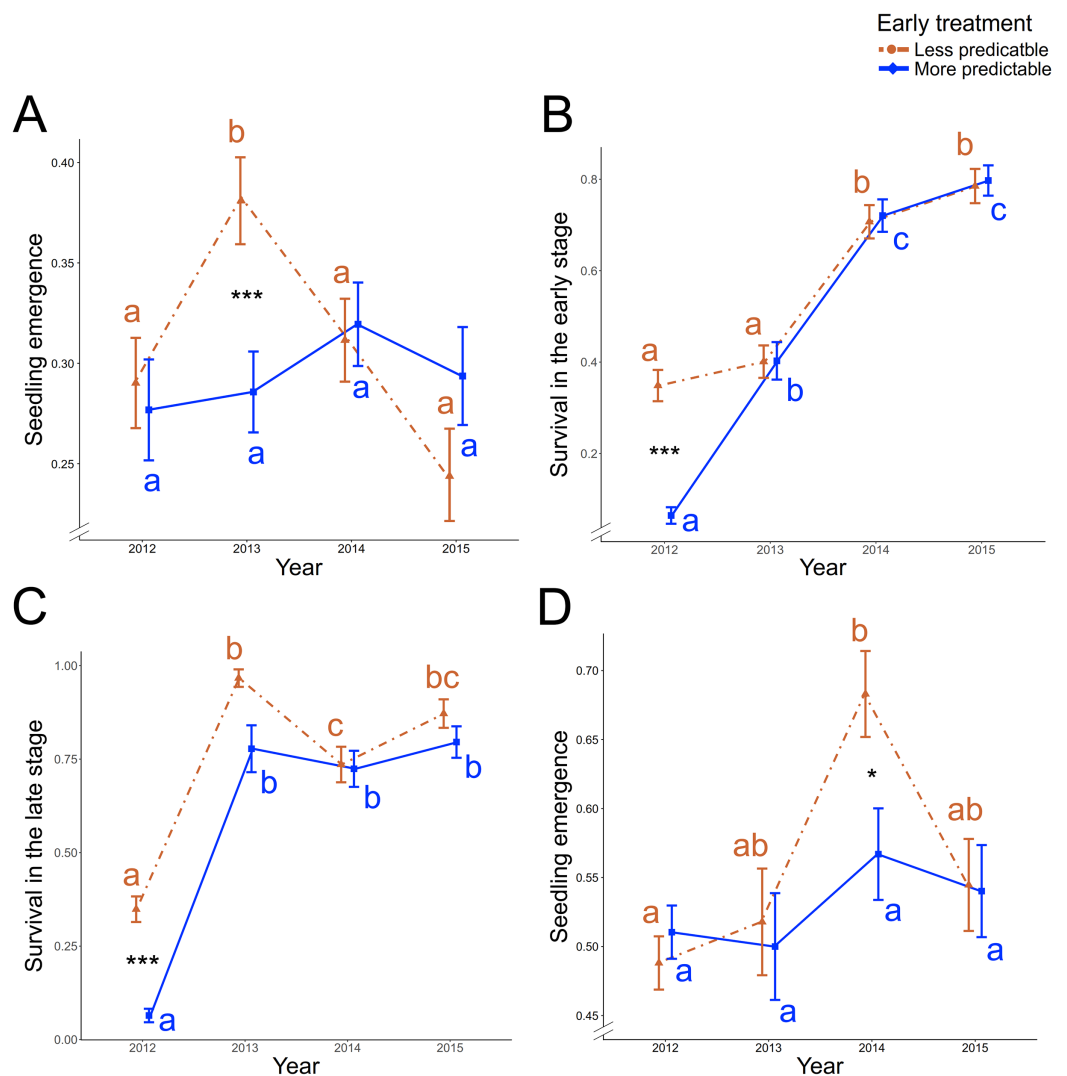 Early treatment
Less predicatble
More predictable
A
Seedling emergence
0.40
0.35
0.30
0.25
a
b
a
a
***
a
a
a
a
2012
2013
2014
2015
Year
B
Survival in the early stage
0.8
0.6
0.4
0.2
a
a
b
b
***
a
b
c
c
2012
2013
2014
2015
Year
C
Survival in the late stage
1.00
0.75
0.50
0.25
0.00
a
b
c
bc
***
a
b
b
b
2012
2013
2014
2015
Year
D
Seedling emergence
0.70
0.65
0.60
0.55
0.50
0.45
a
ab
b
ab
*
a
a
a
a
2012
2013
2014
2015
Year